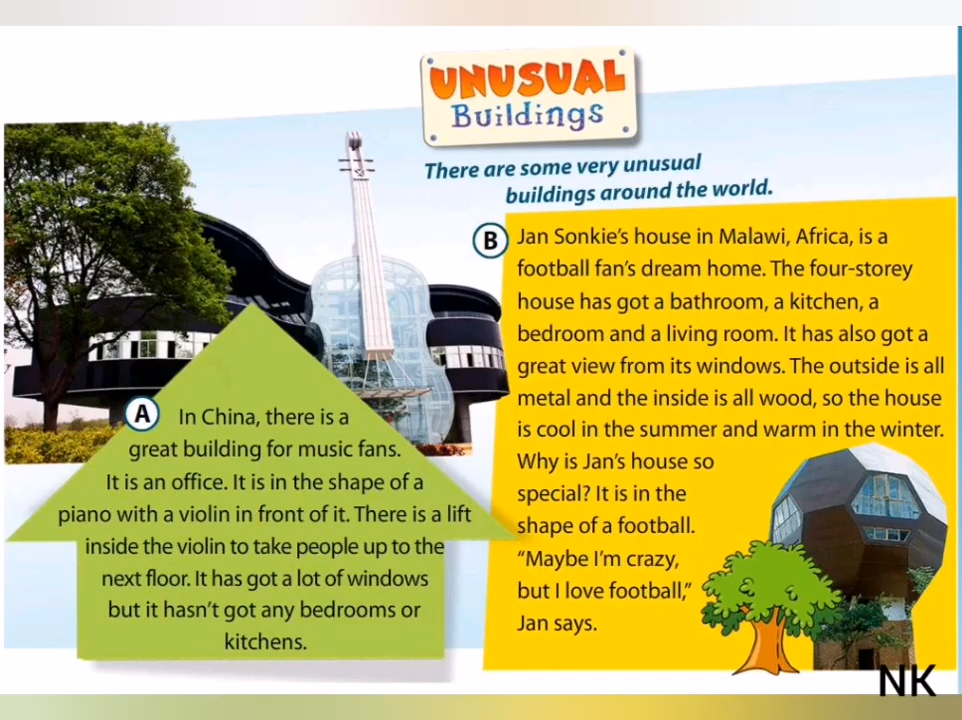 UNUSUAL
Buildings
There are some very unusual
buildings around the world.
A In China, there is a
great building for music fans.
It is an office. It is in the shape of a
piano with a violin in front of it. There is a lift
inside the violin to take people up to the
next floor. It has got a lot of windows
but it hasn't got any bedrooms or
kitchens.
B Jan Sonkie's house in Malawi, Africa, is a
football fan's dream home. The four-storey
house has got a bathroom, a kitchen, a
bedroom and a living room. It has also got a
great view from its windows. The outside is all
metal and the inside is all wood, so the house
is cool in the summer and warm in the winter.
Why is Jan's house so
special? It is in the
shape of a football.
“Maybe I'm crazy,
but I love football,”
Jan says.
NK